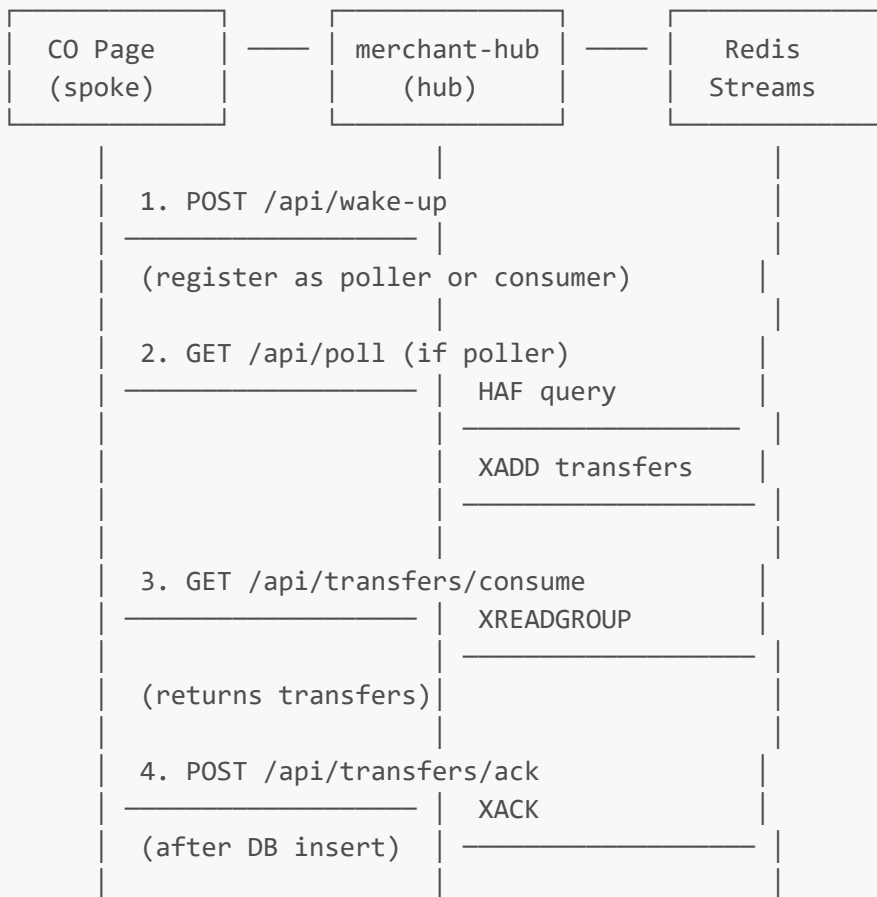 CO Page merchant-hub Redis
(spoke) (hub) Streams
1. POST /api/wake-up
(register as poller or consumer)
2. GET /api/poll (if poller)
HAF query
XADD transfers
3. GET /api/transfers/consume
XREADGROUP
(returns transfers)
4. POST /api/transfers/ack
XACK
(after DB insert)